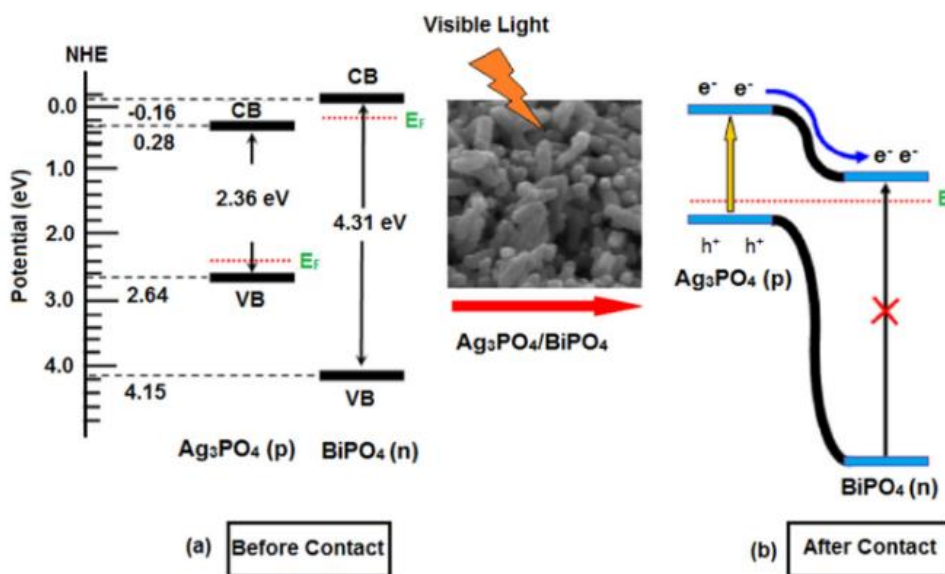 Visible Light
NHE
CB
CB
0.0
-0.16
E_F
0.28
1.0
2.36 eV
4.31 eV
2.0
Potential (eV)
E_F
3.0
2.64
VB
4.0
4.15
VB
Ag₃PO₄ (p)
BiPO₄ (n)
(a) Before Contact
Ag₃PO₄/BiPO₄
e⁻ e⁻
e⁻ e⁻
h⁺ h⁺
Ag₃PO₄ (p)
BiPO₄ (n)
(b) After Contact